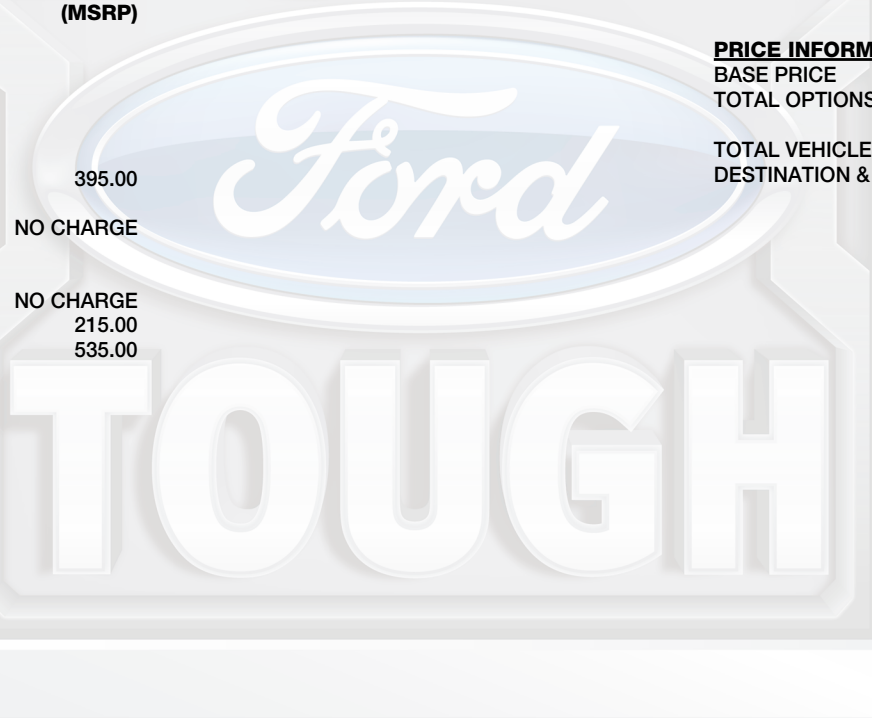 (MSRP)
395.00
NO CHARGE
NO CHARGE
215.00
535.00
PRICE INFORM
BASE PRICE
TOTAL OPTIONS
TOTAL VEHICLE
DESTINATION &
Ford
TOUGH